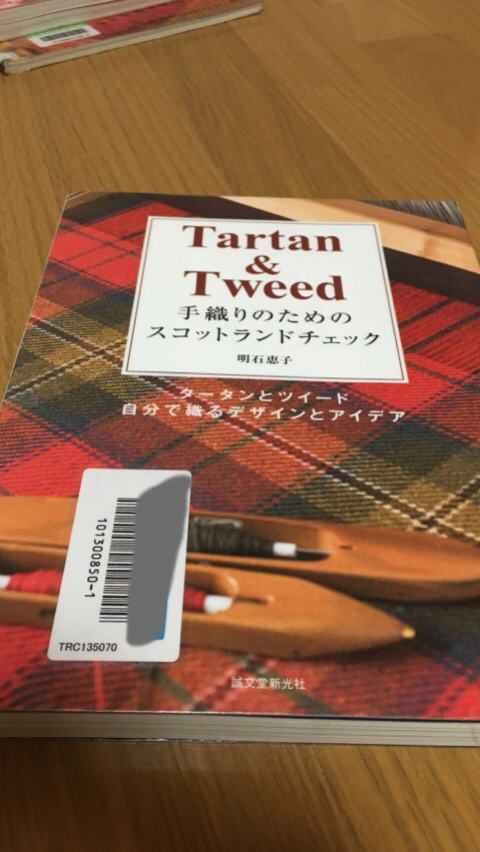 Tartan
&
Tweed
手織りのための
スコットランドチェック
明石恵子
タータンとツイード
自分で織るデザインとアイデア
101300850-1
TRC135070
誠文堂新光社